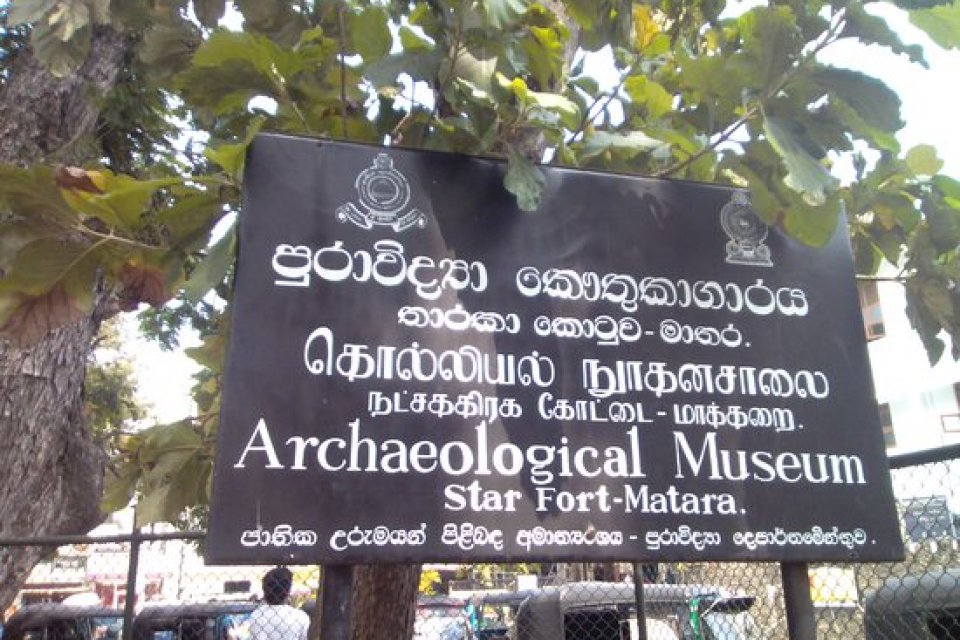 පුරාවිද්‍යා කෞතුකාගාරය
තාරකා කොටුව - මාතර.
தொல்லியல் நூதனசாலை
நட்சககிரக கோட்டை - மாக்தறை.
Archaeological Museum
Star Fort-Matara.
ජාතික උරුමයන් පිළිබඳ අමාත්‍යාංශය - පුරාවිද්‍යා දෙපාර්තමේන්තුව.